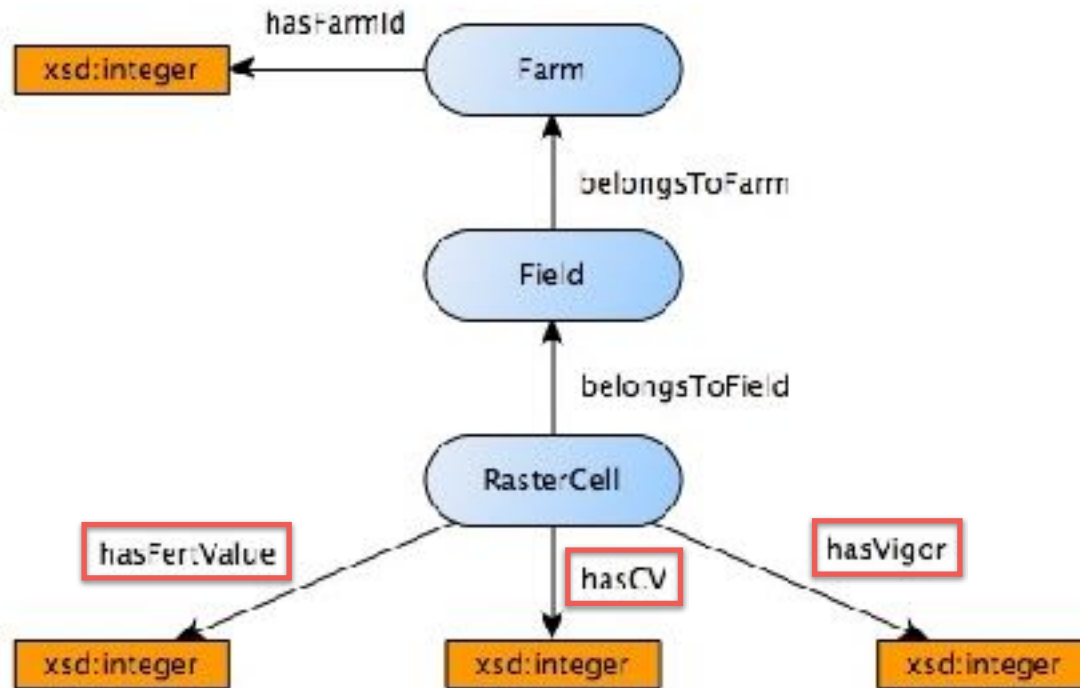 hasFarmId
xsd:integer
Farm
belongsToFarm
Field
belongsToField
RasterCell
hasFertValue
hasCV
hasVigor
xsd:integer
xsd:integer
xsd:integer